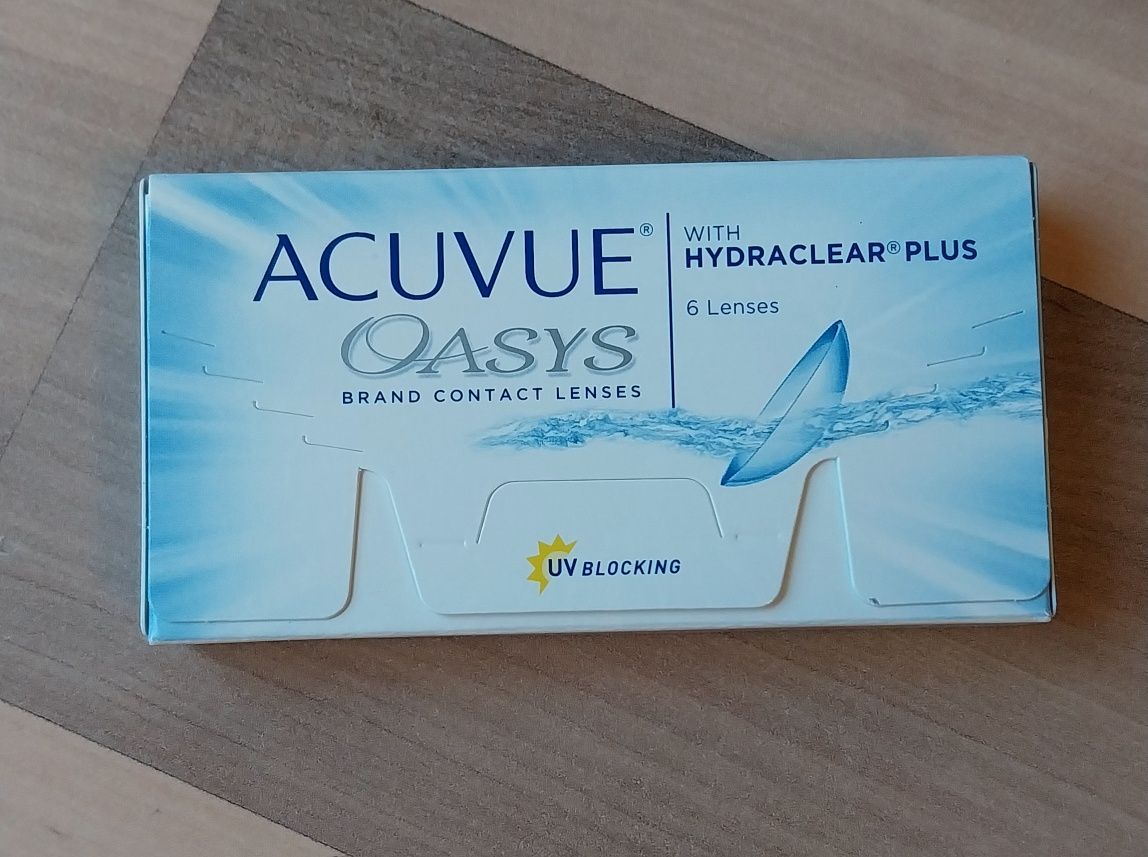 ACUVUE®
OASYS
BRAND CONTACT LENSES
WITH
HYDRACLEAR® PLUS
6 Lenses
UV BLOCKING